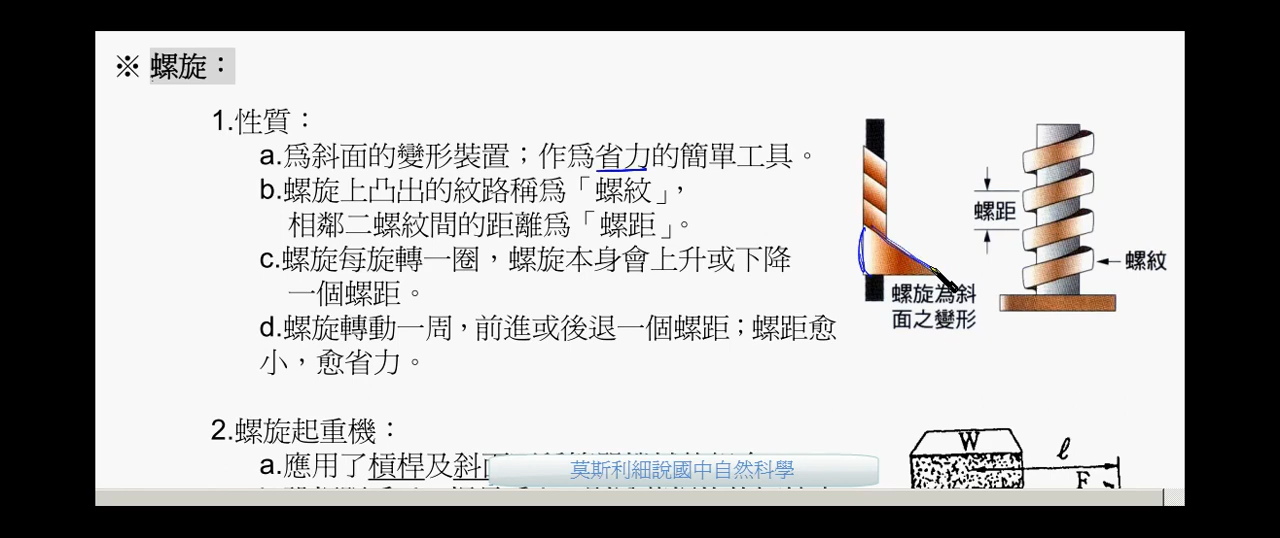 ※ 螺旋：
1.性質：
a.為斜面的變形裝置；作為省力的簡單工具。
b.螺旋上凸出的紋路稱為「螺紋」，
相鄰二螺紋間的距離為「螺距」。
c.螺旋每旋轉一圈，螺旋本身會上升或下降
一個螺距。
d.螺旋轉動一周，前進或後退一個螺距；螺距愈
小，愈省力。
螺旋為斜
面之變形
螺距
螺紋
2.螺旋起重機：
a.應用了槓桿及斜
莫斯利細說國中自然科學
W
ℓ
F